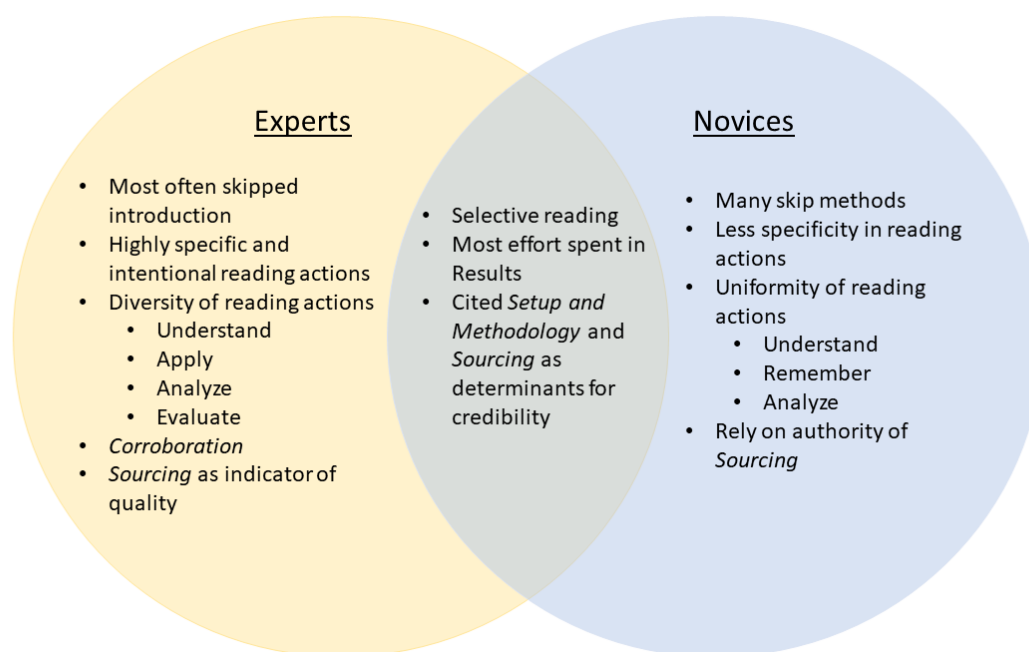 Experts
• Most often skipped
introduction
• Highly specific and
intentional reading actions
• Diversity of reading actions
• Understand
• Apply
• Analyze
• Evaluate
• Corroboration
• Sourcing as indicator of
quality
• Selective reading
• Most effort spent in
Results
• Cited Setup and
Methodology and
Sourcing as
determinants for
credibility
Novices
• Many skip methods
• Less specificity in reading
actions
• Uniformity of reading
actions
• Understand
• Remember
• Analyze
• Rely on authority of
Sourcing